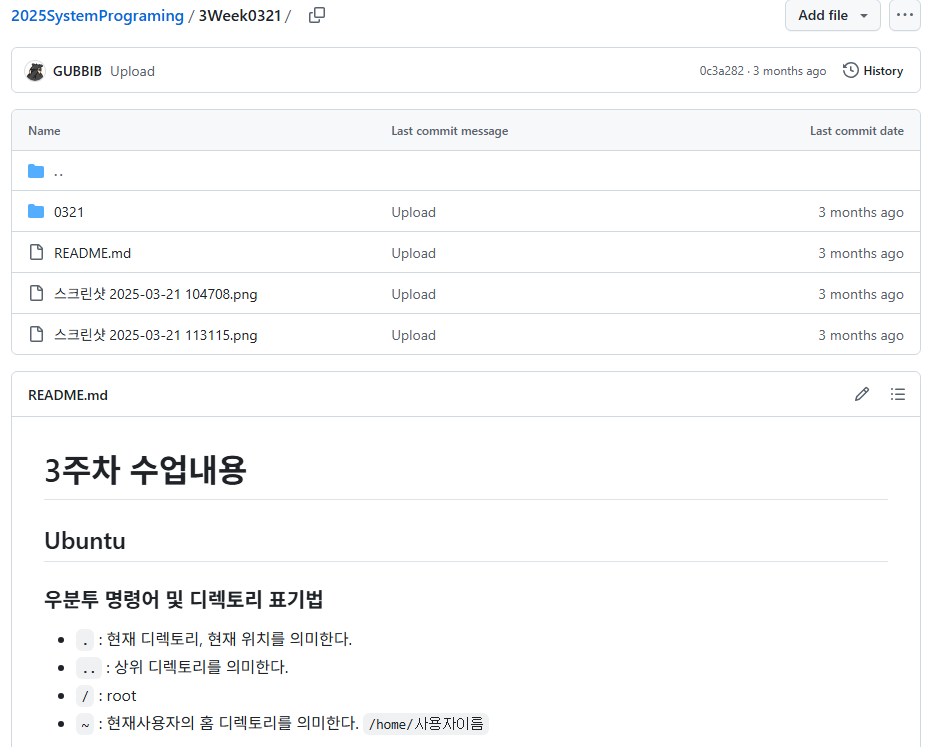 2025SystemPrograming / 3Week0321 /
Add file
GUBBIB Upload
0c3a282 · 3 months ago
History
Name Last commit message Last commit date
..
0321 Upload 3 months ago
README.md Upload 3 months ago
스크린샷 2025-03-21 104708.png Upload 3 months ago
스크린샷 2025-03-21 113115.png Upload 3 months ago
README.md
3주차 수업내용
Ubuntu
우분투 명령어 및 디렉토리 표기법
. : 현재 디렉토리, 현재 위치를 의미한다.
.. : 상위 디렉토리를 의미한다.
/ : root
~ : 현재사용자의 홈 디렉토리를 의미한다. /home/사용자이름